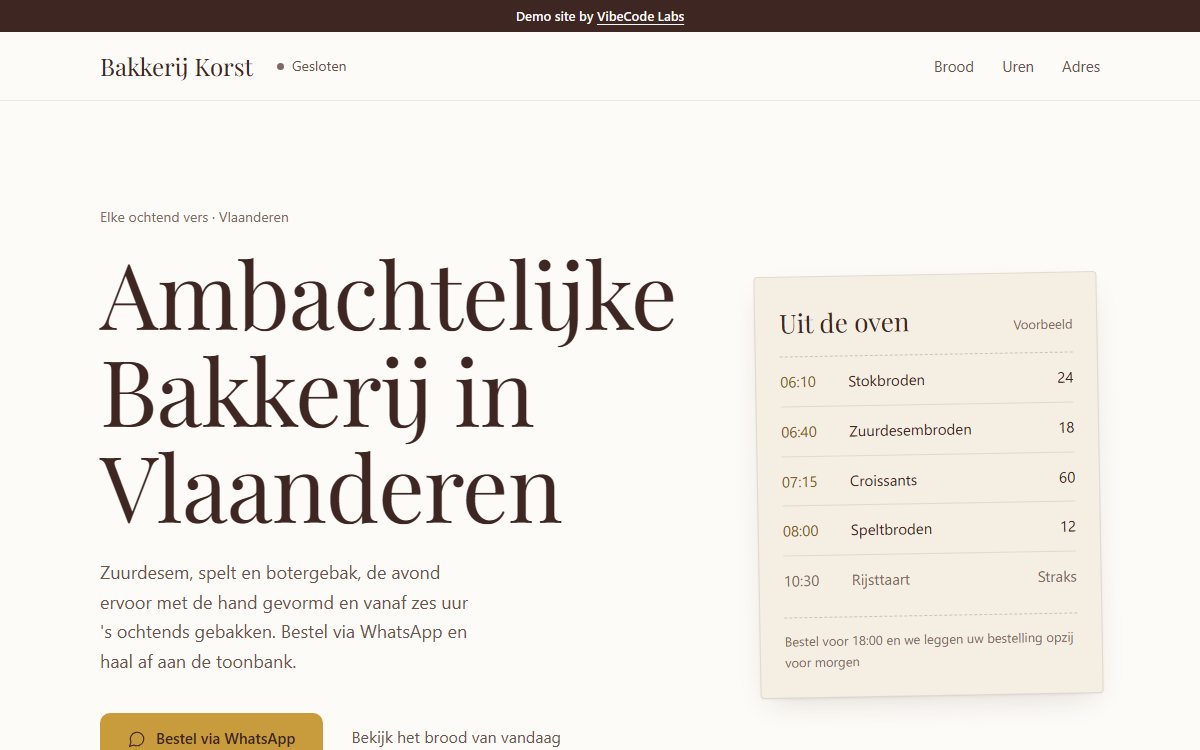 Demo site by VibeCode Labs
Bakkerij Korst
Gesloten
Brood
Uren
Adres
Elke ochtend vers · Vlaanderen
Ambachtelijke
Bakkerij in
Vlaanderen
Zuurdesem, spelt en botergebak, de avond
ervoor met de hand gevormd en vanaf zes uur
's ochtends gebakken. Bestel via WhatsApp en
haal af aan de toonbank.
Bestel via WhatsApp
Bekijk het brood van vandaag
Uit de oven
Voorbeeld
06:10 Stokbroden 24
06:40 Zuurdesembroden 18
07:15 Croissants 60
08:00 Speltbroden 12
10:30 Rijsttaart Straks
Bestel voor 18:00 en we leggen uw bestelling opzij
voor morgen